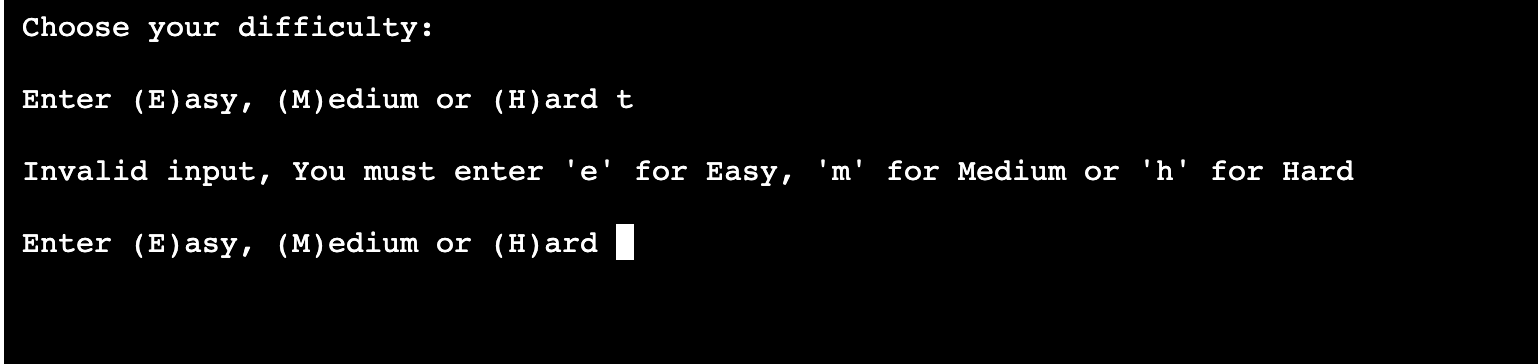 Choose your difficulty:
Enter (E)asy, (M)edium or (H)ard t
Invalid input, You must enter 'e' for Easy, 'm' for Medium or 'h' for Hard
Enter (E)asy, (M)edium or (H)ard